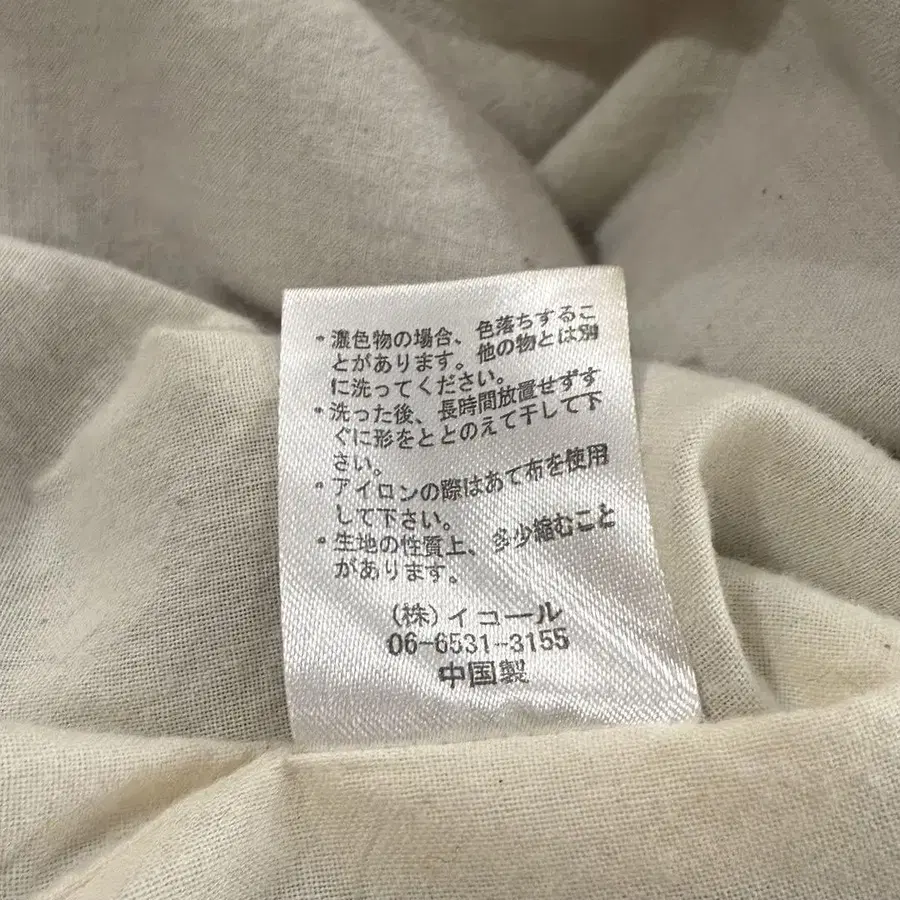 ・濃色物の場合、色落ちするこ
とがあります。他の物とは別
に洗ってください。
・洗った後、長時間放置せずす
ぐに形をととのえて干して下
さい。
・アイロンの際はあて布を使用
して下さい。
・生地の性質上、多少縮むこと
があります。
(株)イコール
06-6531-3155
中国製